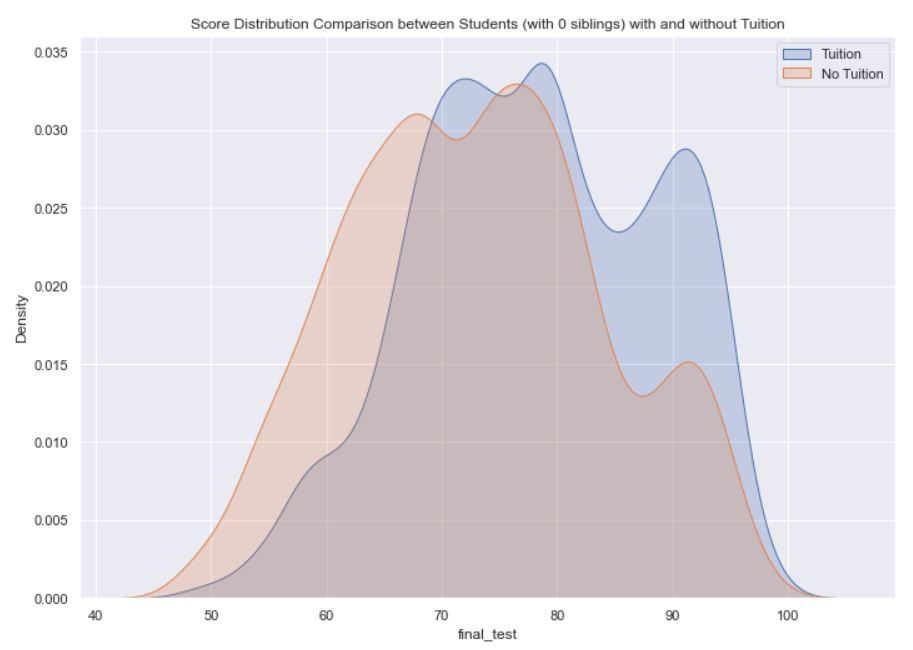 Score Distribution Comparison between Students (with 0 siblings) with and without Tuition
Tuition
No Tuition
0.035
0.030
0.025
0.020
0.015
0.010
0.005
0.000
Density
40 50 60 70 80 90 100
final_test